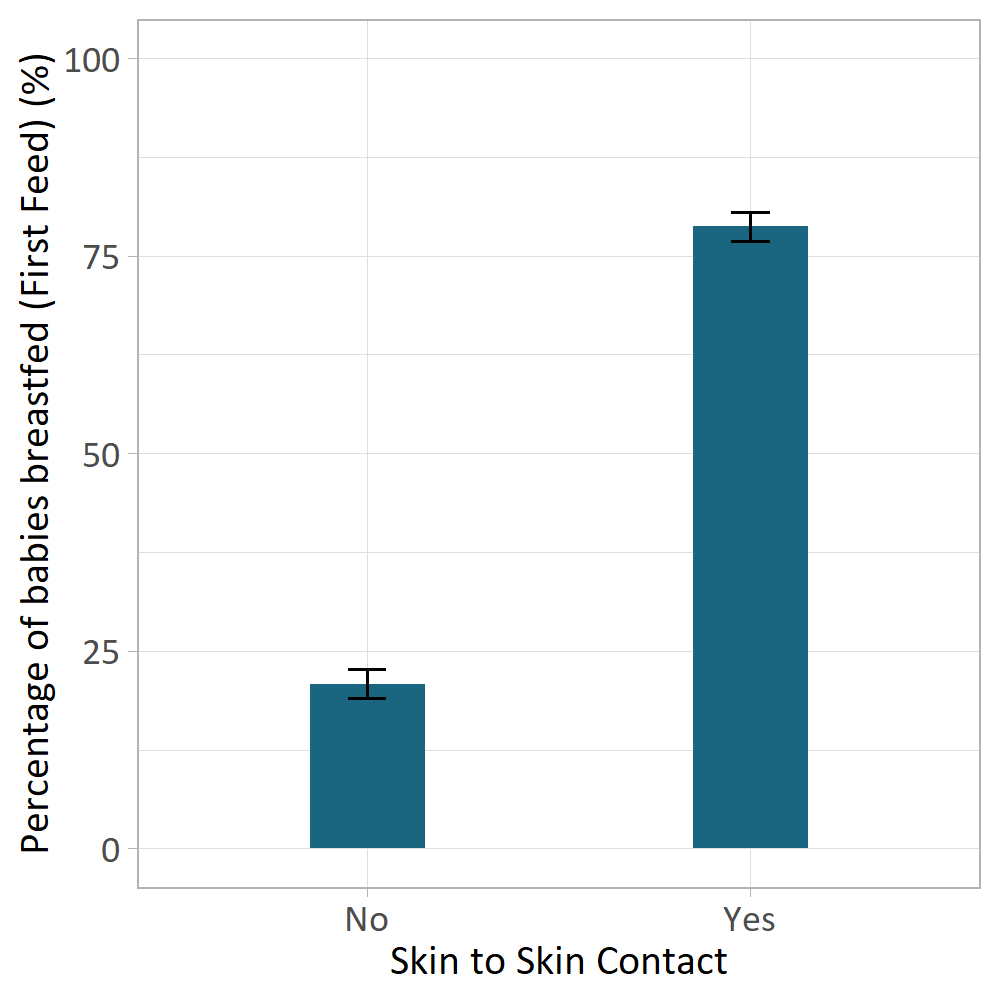 Percentage of babies breastfed (First Feed) (%)
100
75
50
25
0
No
Yes
Skin to Skin Contact